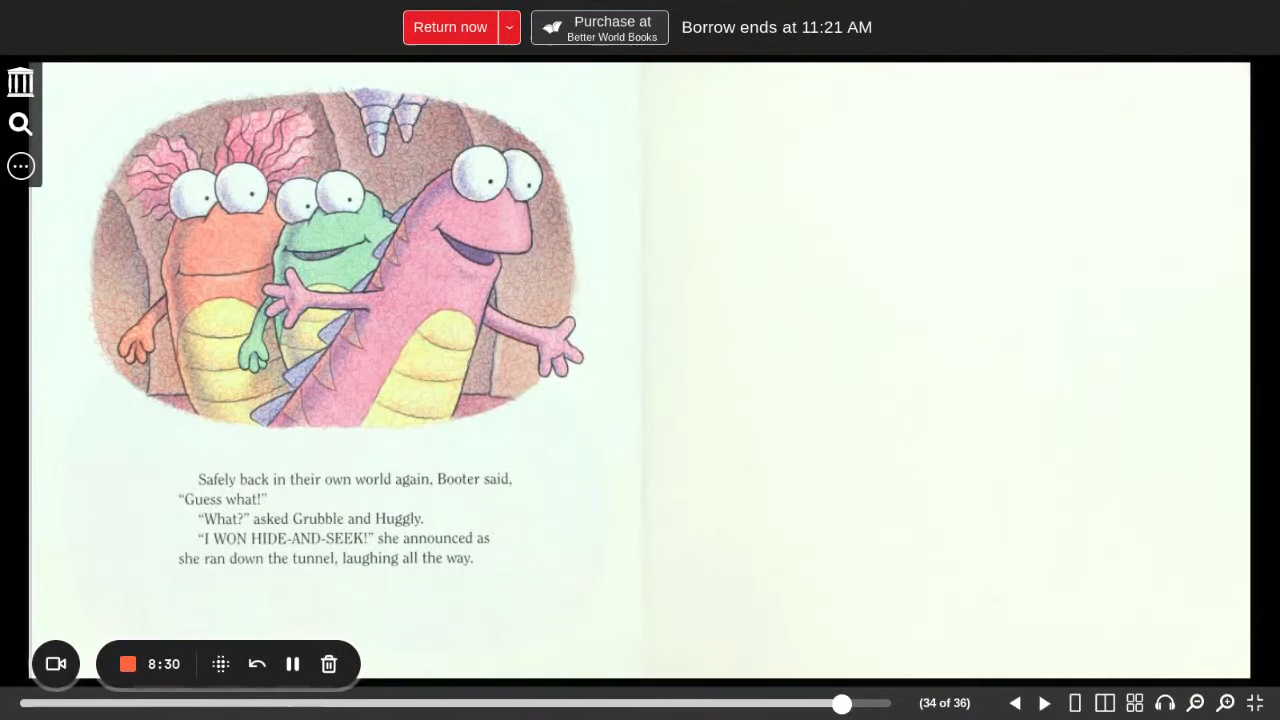 Return now
Purchase at
Better World Books
Borrow ends at 11:21 AM
Safely back in their own world again, Booter said,
“Guess what!”
“What?” asked Grubble and Huggly.
“I WON HIDE-AND-SEEK!” she announced as
she ran down the tunnel, laughing all the way.
8:30
(34 of 36)